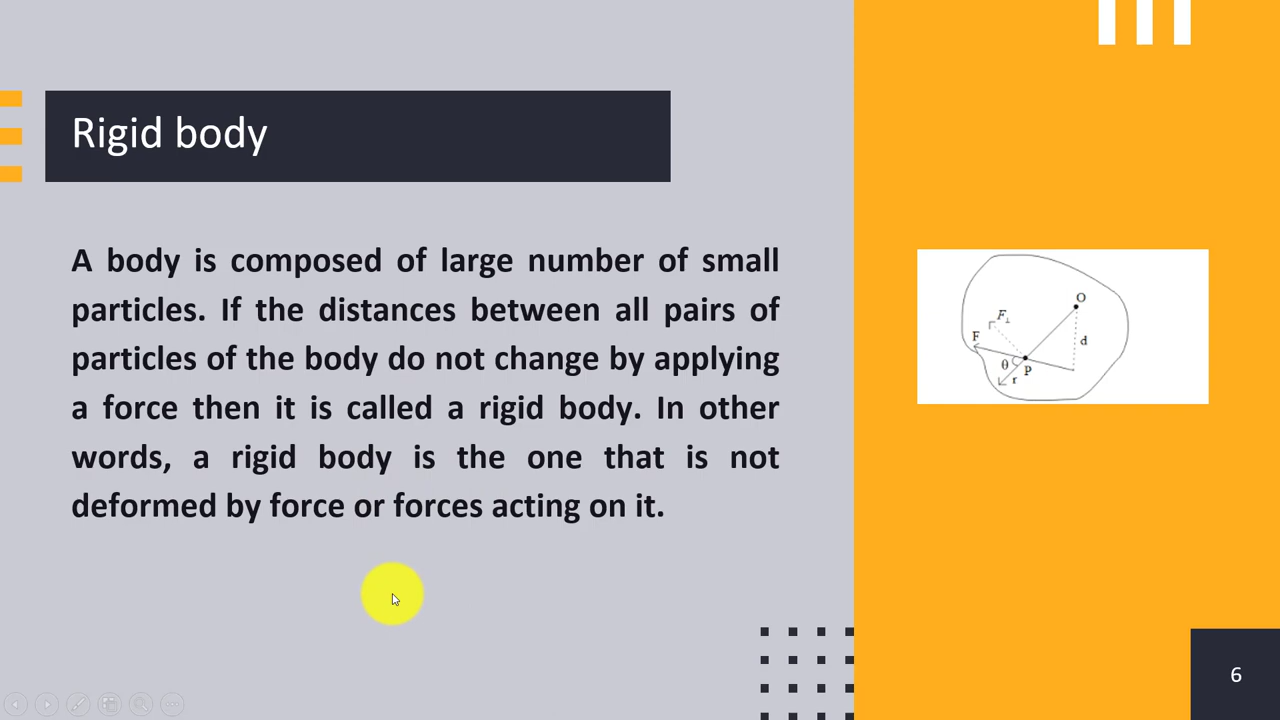 Rigid body
A body is composed of large number of small
particles. If the distances between all pairs of
particles of the body do not change by applying
a force then it is called a rigid body. In other
words, a rigid body is the one that is not
deformed by force or forces acting on it.
O
F⊥
F
d
θ
P
r
6